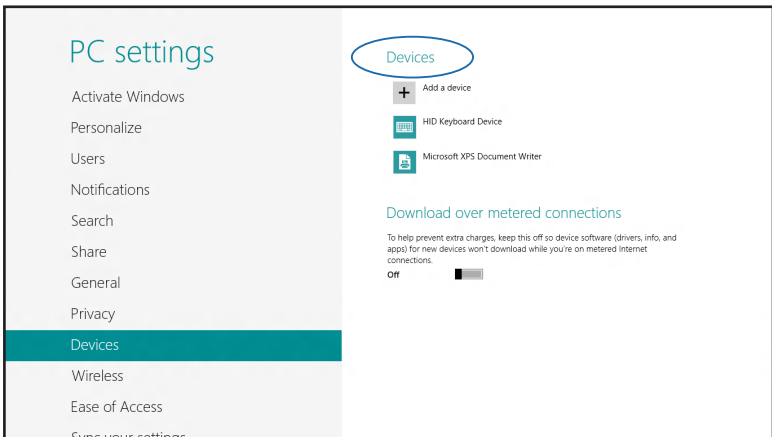 PC settings
Activate Windows
Personalize
Users
Notifications
Search
Share
General
Privacy
Devices
Wireless
Ease of Access
Sync your settings
Devices
Add a device
HID Keyboard Device
Microsoft XPS Document Writer
Download over metered connections
To help prevent extra charges, keep this off so device software (drivers, info, and
apps) for new devices won't download while you're on metered Internet
connections.
Off